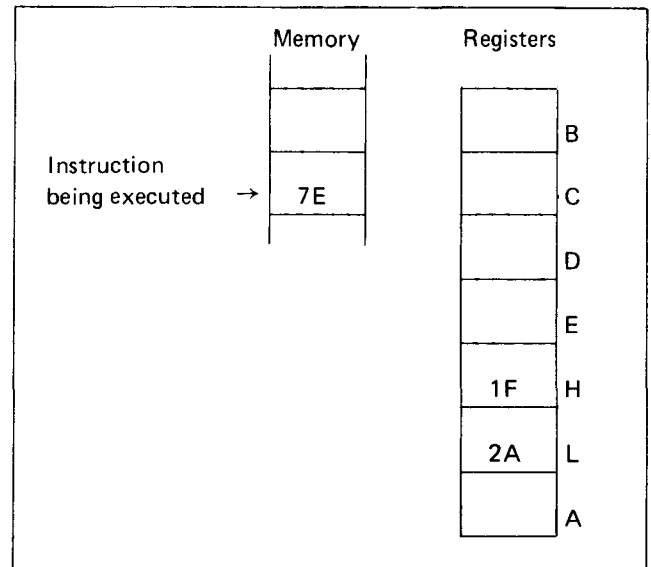 Memory Registers
B
Instruction
being executed → 7E C
D
E
1F H
2A L
A